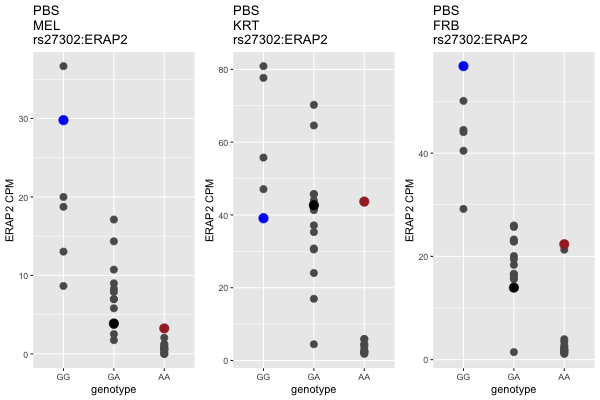 PBS
MEL
rs27302:ERAP2
ERAP2 CPM
30
20
10
0
GG GA AA
genotype
PBS
KRT
rs27302:ERAP2
ERAP2 CPM
80
60
40
20
0
GG GA AA
genotype
PBS
FRB
rs27302:ERAP2
ERAP2 CPM
40
20
0
GG GA AA
genotype